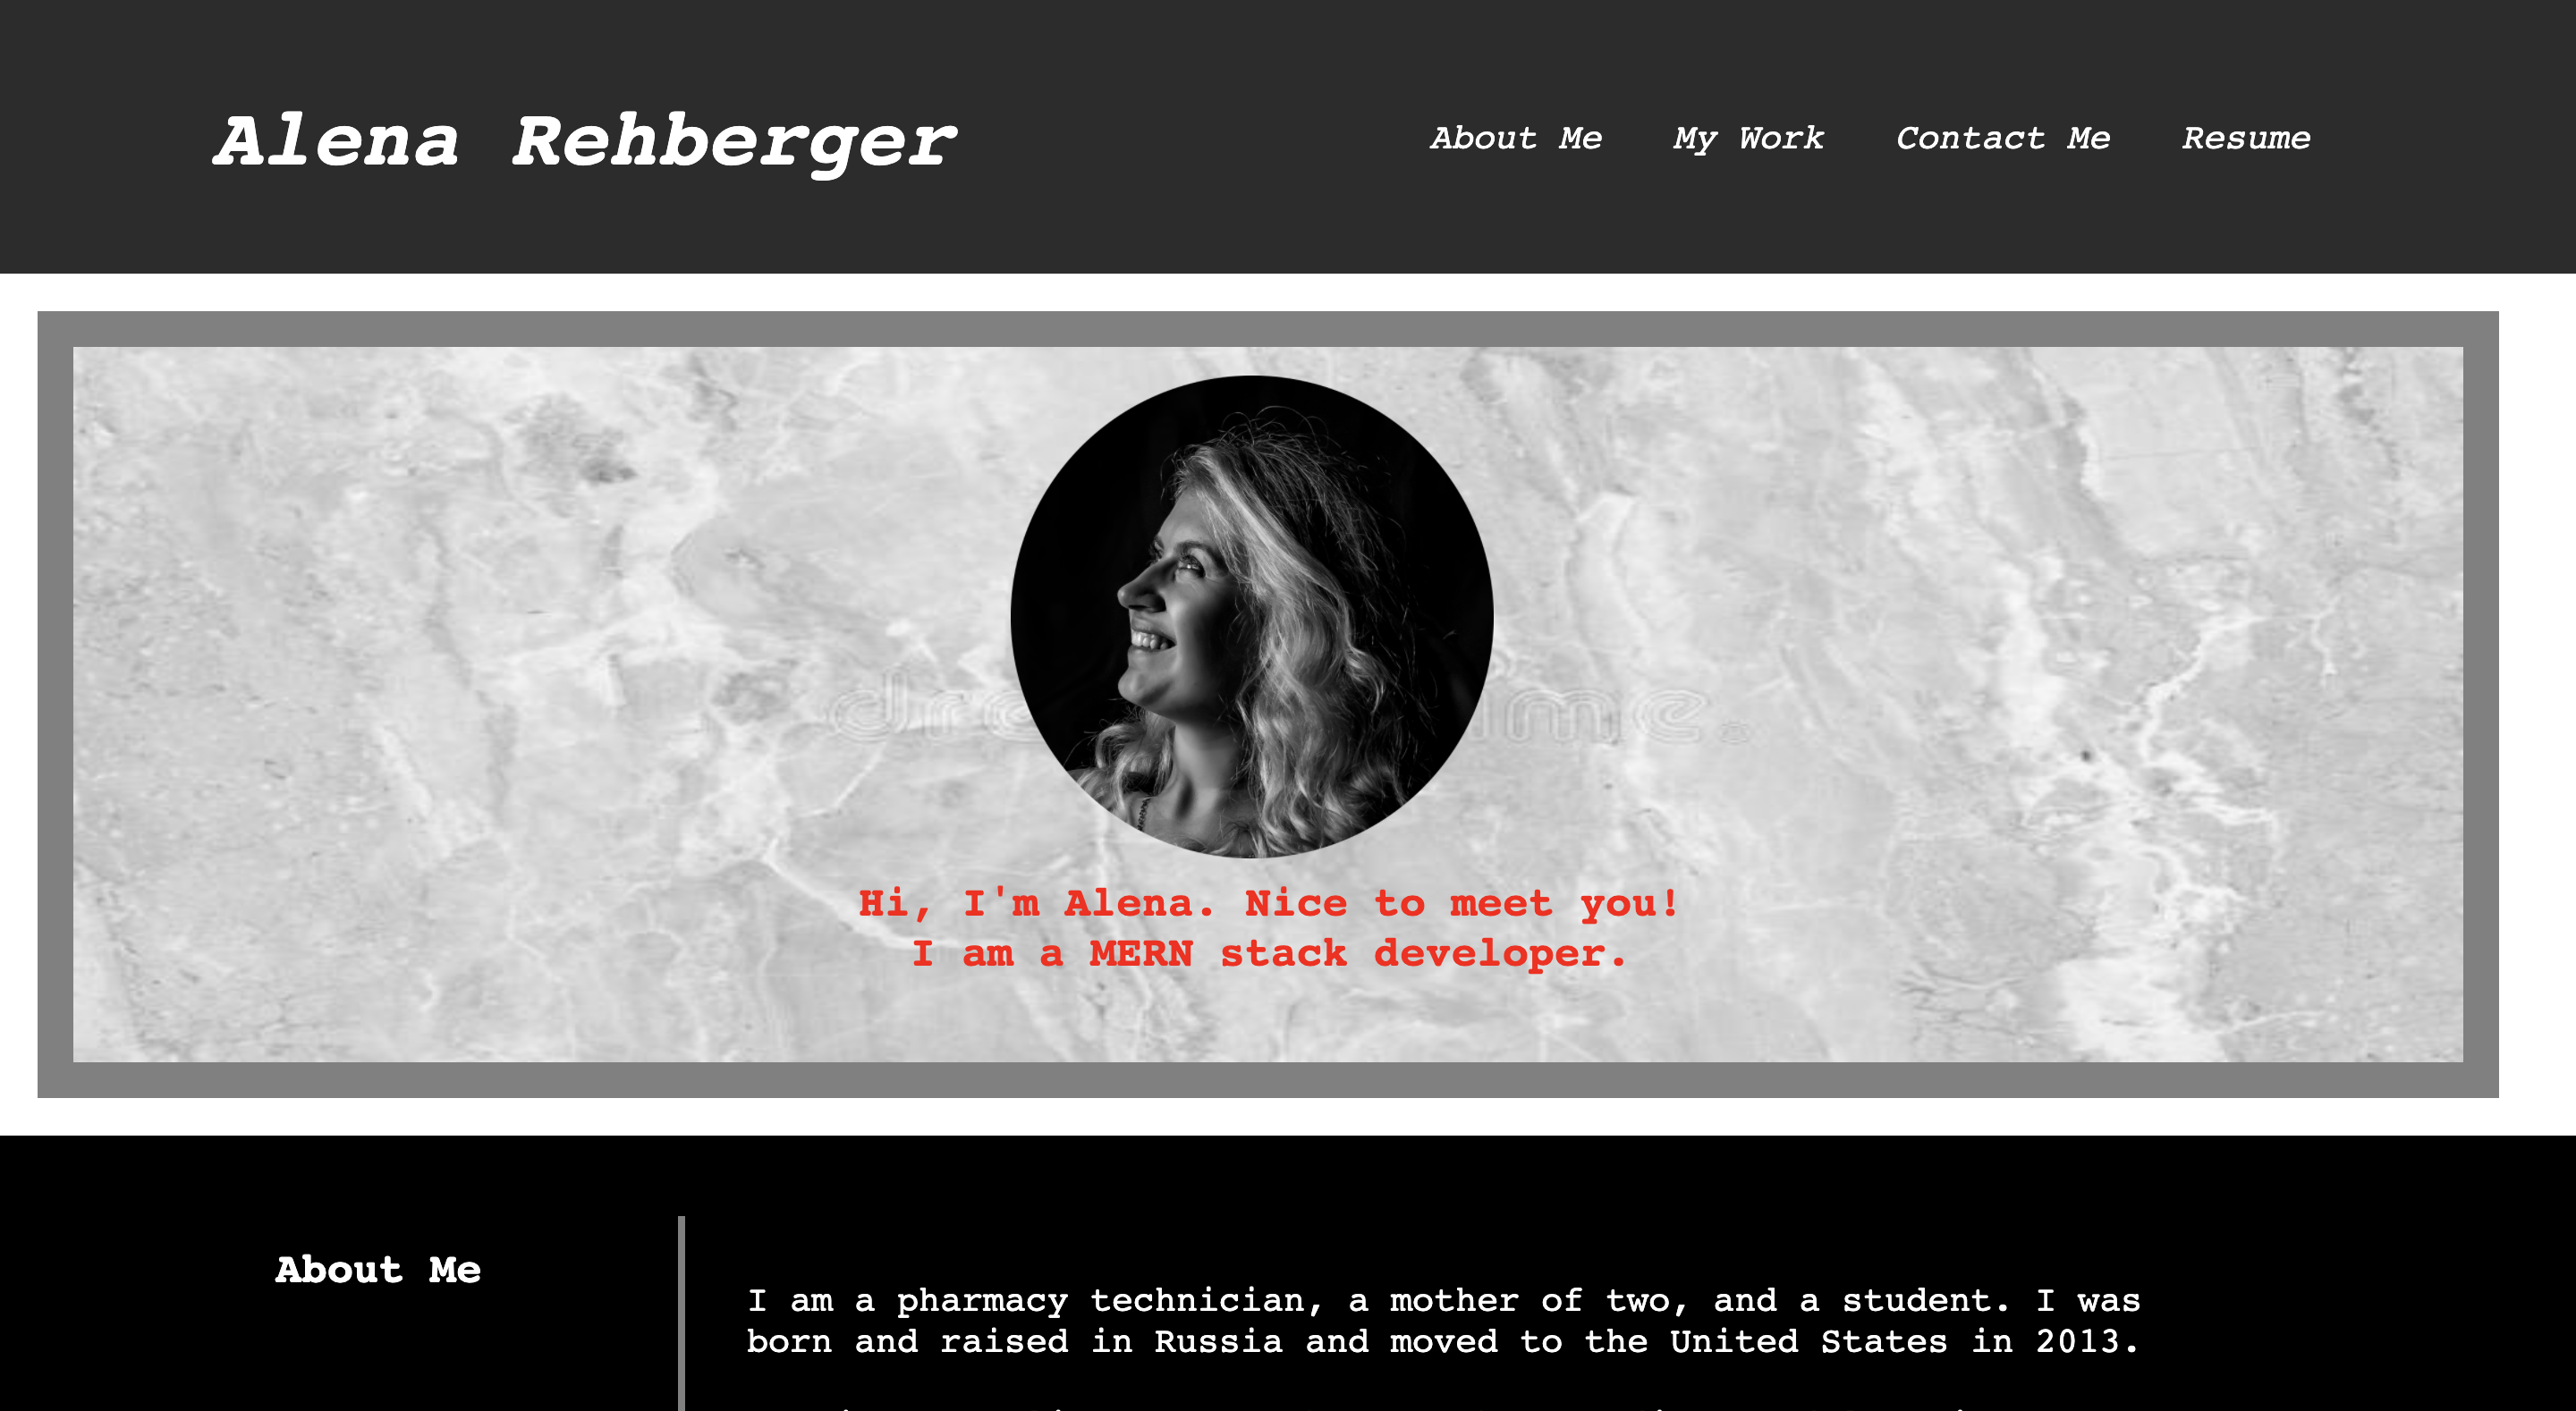 Alena Rehberger
About Me
My Work
Contact Me
Resume
Hi, I'm Alena. Nice to meet you!
I am a MERN stack developer.
About Me
I am a pharmacy technician, a mother of two, and a student. I was
born and raised in Russia and moved to the United States in 2013.